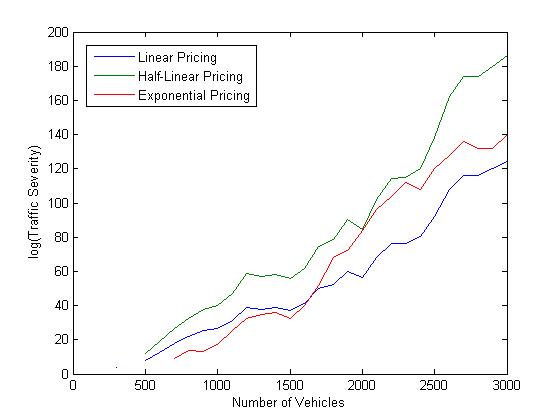 200
180
160
140
120
100
80
60
40
20
0
log(Traffic Severity)
Linear Pricing
Half-Linear Pricing
Exponential Pricing
0 500 1000 1500 2000 2500 3000
Number of Vehicles